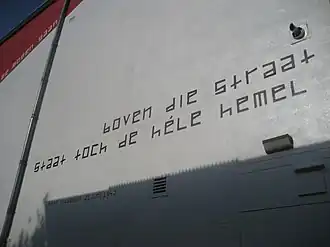 boven die straat
staat toch de héle hemel